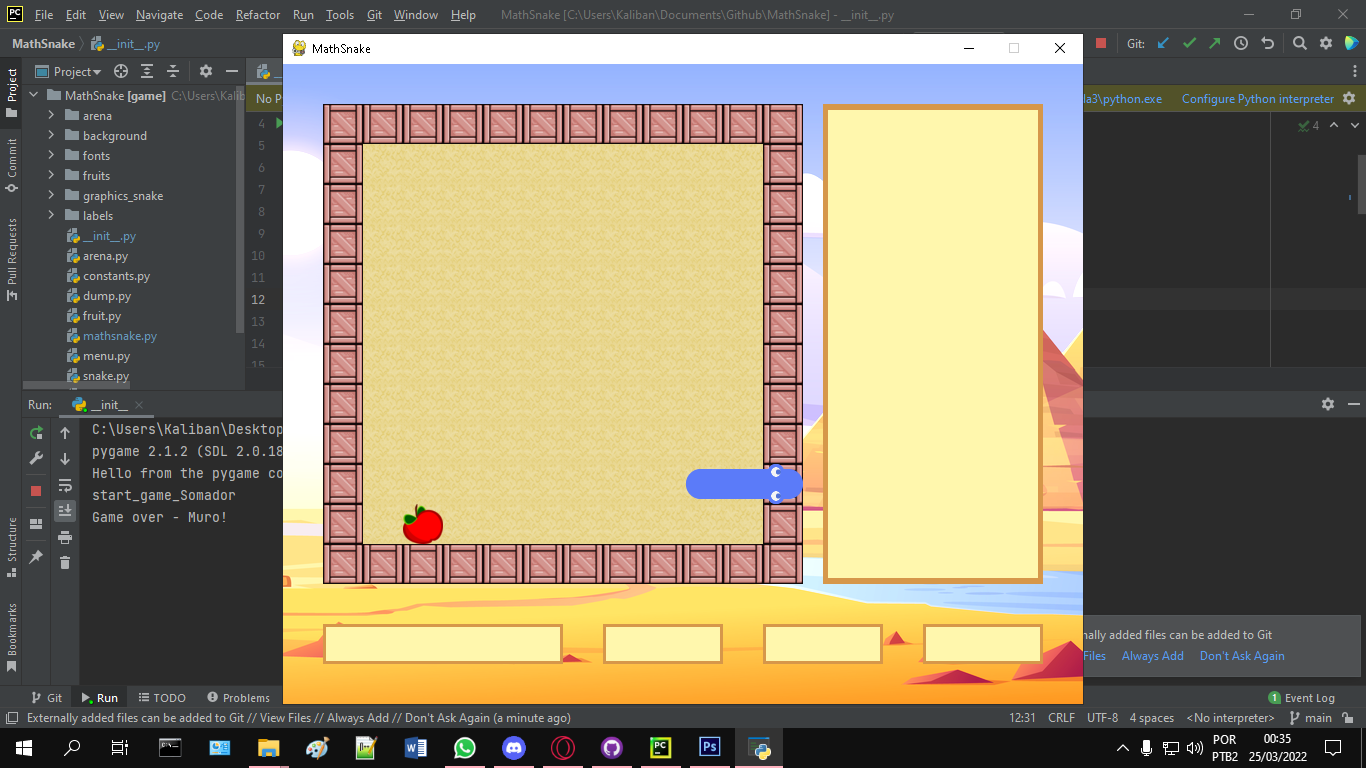 PC File Edit View Navigate Code Refactor Run Tools Git Window Help MathSnake [C:\Users\Kaliban\Documents\Github\MathSnake] - __init__.py
MathSnake __init__.py Git:
MathSnake
Project
No P
la3\python.exe Configure Python interpreter
MathSnake [game] C:\Users\Kalib
arena
background
fonts
fruits
graphics_snake
labels
__init__.py
arena.py
constants.py
dump.py
fruit.py
mathsnake.py
menu.py
snake.py
4
5
6
7
8
9
10
11
12
13
14
15
4
Project
Commit
Pull Requests
Structure
Bookmarks
Run: __init__
C:\Users\Kaliban\Desktop
pygame 2.1.2 (SDL 2.0.18
Hello from the pygame co
start_game_Somador
Game over - Muro!
nally added files can be added to Git
Files Always Add Don't Ask Again
Git Run TODO Problems 1 Event Log
Externally added files can be added to Git // View Files // Always Add // Don't Ask Again (a minute ago) 12:31 CRLF UTF-8 4 spaces <No interpreter> main
PC Ps POR 00:35
PTB2 25/03/2022